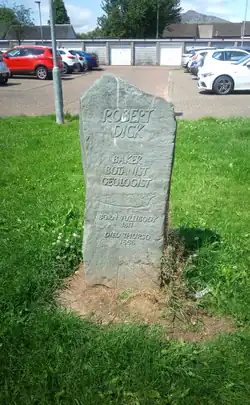 ROBERT
DICK
BAKER
BOTANIST
GEOLOGIST
BORN TULLIBODY
1811
DIED THURSO
1866